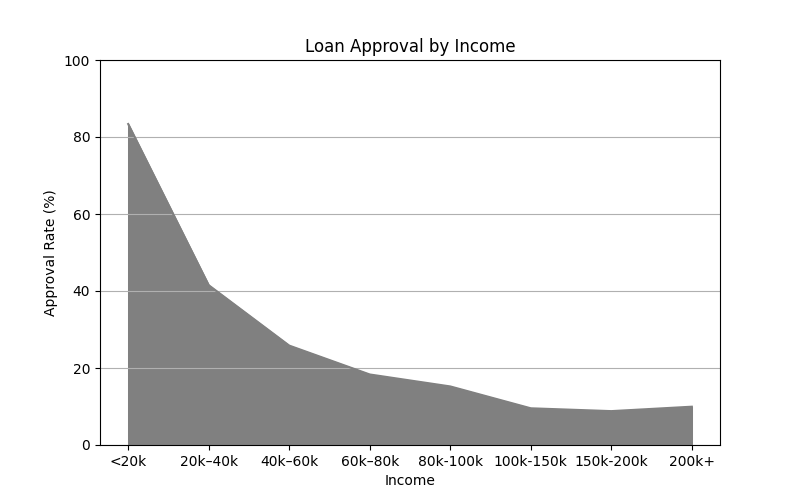 Loan Approval by Income
Approval Rate (%)
100
80
60
40
20
0
<20k 20k–40k 40k–60k 60k–80k 80k-100k 100k-150k 150k-200k 200k+
Income